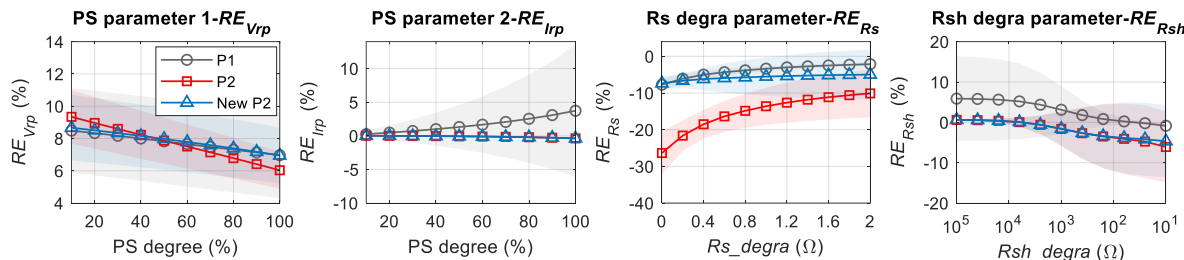 PS parameter 1-RE_Vrp
14
12
10
8
6
4
20 40 60 80 100
PS degree (%)
RE_Vrp (%)
P1
P2
New P2
PS parameter 2-RE_Irp
10
5
0
-5
-10
20 40 60 80 100
PS degree (%)
RE_Irp (%)
Rs degra parameter-RE_Rs
0
-10
-20
-30
-40
0 0.4 0.8 1.2 1.6 2
Rs_degra (Ω)
RE_Rs (%)
Rsh degra parameter-RE_Rsh
20
10
0
-10
-20
10^5 10^4 10^3 10^2 10^1
Rsh_degra (Ω)
RE_Rsh (%)